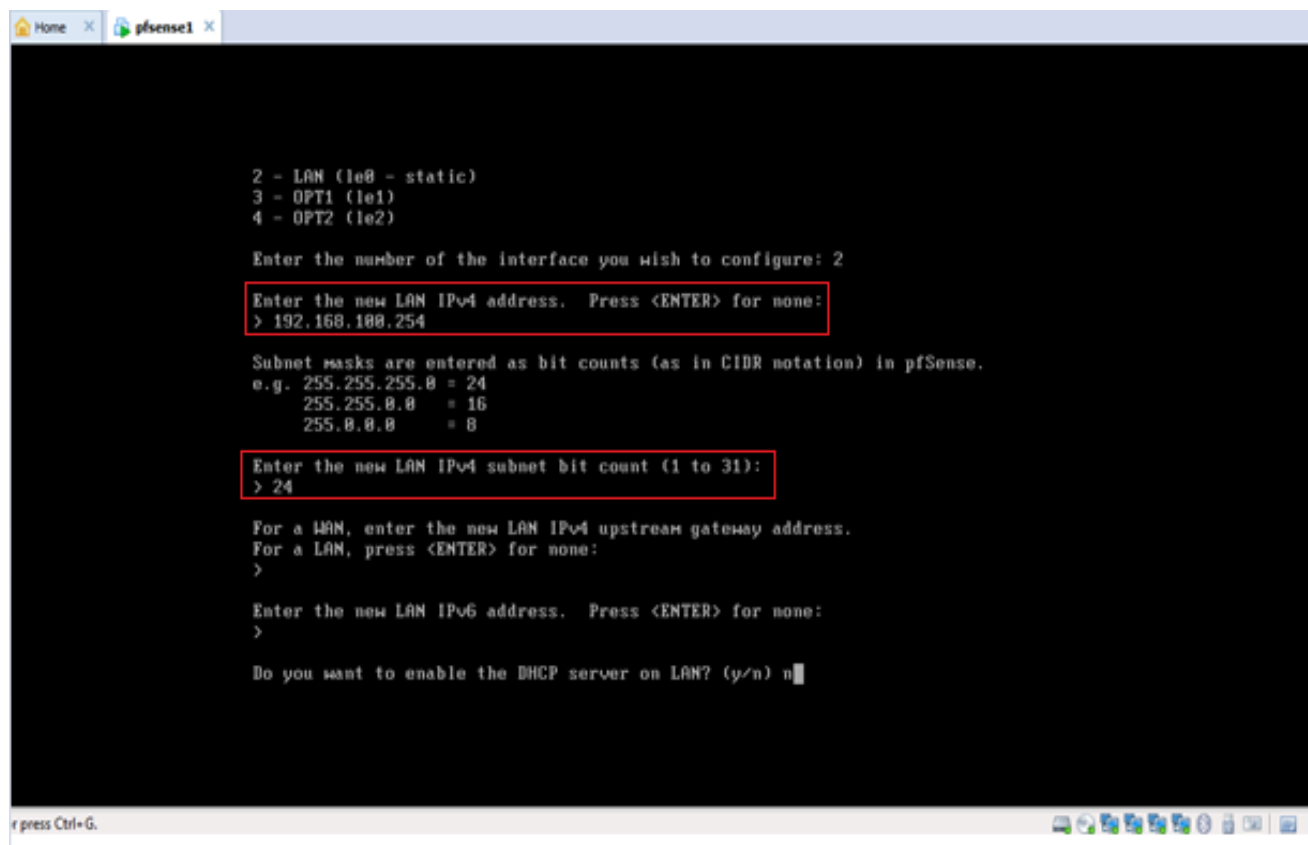 Home
pfsense1
2 - LAN (le0 - static)
3 - OPT1 (le1)
4 - OPT2 (le2)
Enter the number of the interface you wish to configure: 2
Enter the new LAN IPv4 address.  Press <ENTER> for none:
> 192.168.100.254
Subnet masks are entered as bit counts (as in CIDR notation) in pfSense.
e.g. 255.255.255.0 = 24
255.255.0.0   = 16
255.0.0.0     = 8
Enter the new LAN IPv4 subnet bit count (1 to 31):
> 24
For a WAN, enter the new LAN IPv4 upstream gateway address.
For a LAN, press <ENTER> for none:
>
Enter the new LAN IPv6 address.  Press <ENTER> for none:
>
Do you want to enable the DHCP server on LAN? (y/n) n
r press Ctrl+G.